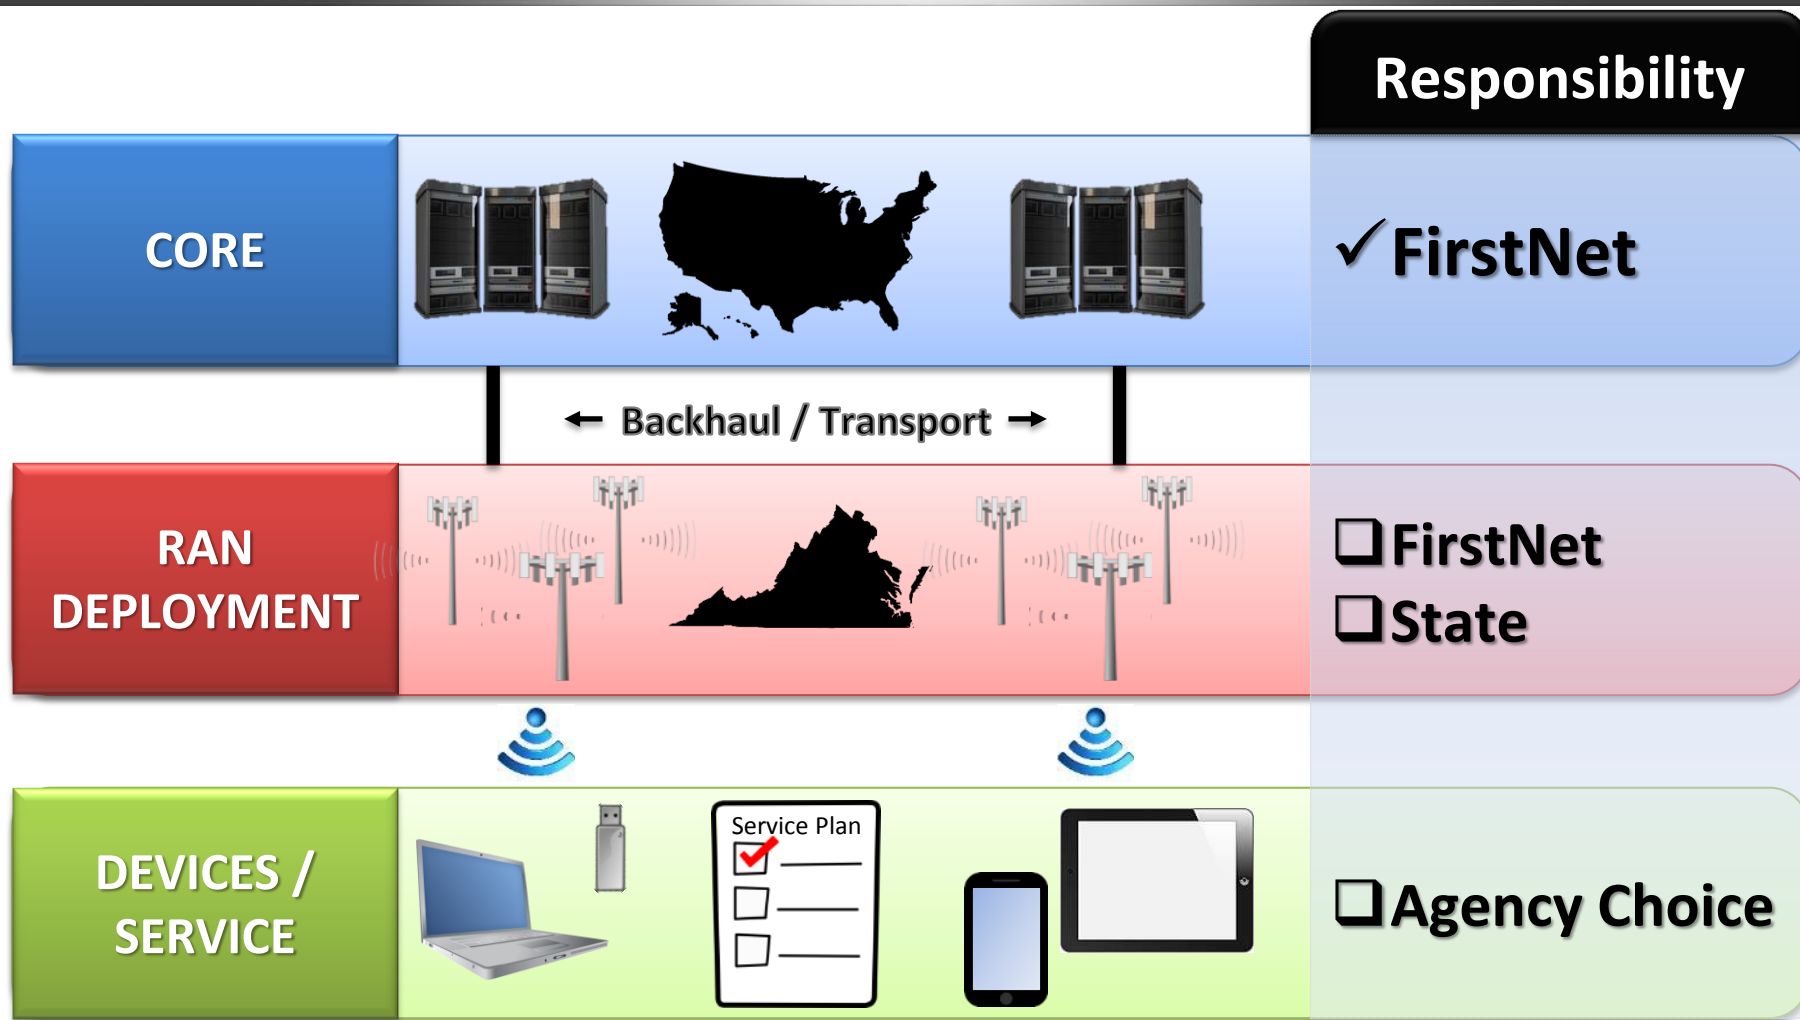 Responsibility
CORE
✓FirstNet
← Backhaul / Transport →
RAN
DEPLOYMENT
❑FirstNet
❑State
DEVICES /
SERVICE
Service Plan
❑Agency Choice